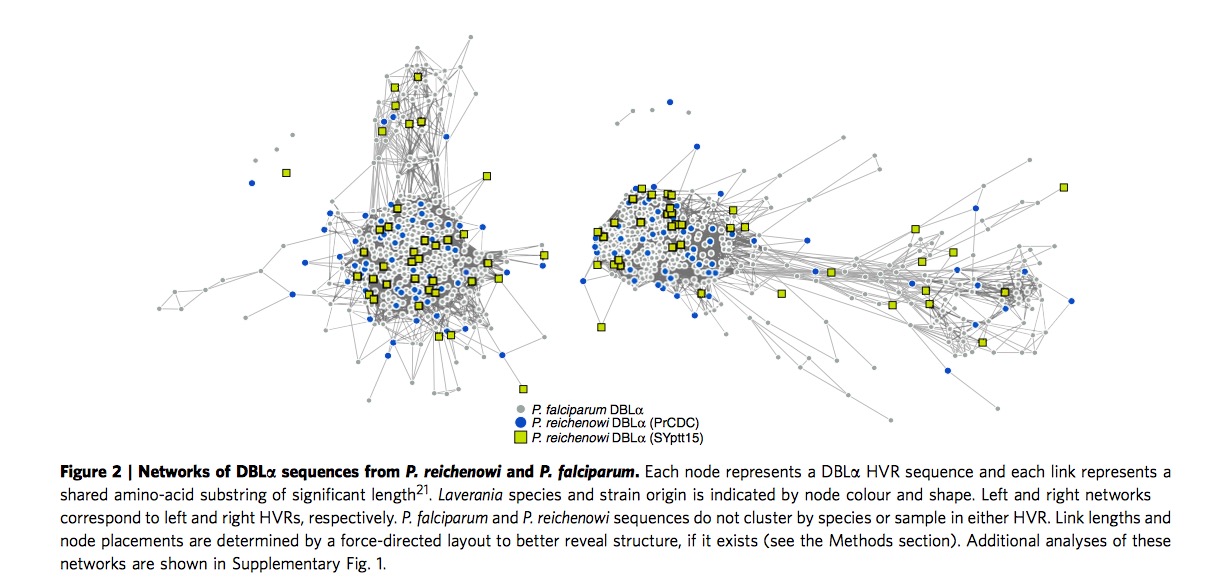 P. falciparum DBLα
P. reichenowi DBLα (PrCDC)
P. reichenowi DBLα (SYptt15)
Figure 2 | Networks of DBLα sequences from P. reichenowi and P. falciparum. Each node represents a DBLα HVR sequence and each link represents a
shared amino-acid substring of significant length21. Laverania species and strain origin is indicated by node colour and shape. Left and right networks
correspond to left and right HVRs, respectively. P. falciparum and P. reichenowi sequences do not cluster by species or sample in either HVR. Link lengths and
node placements are determined by a force-directed layout to better reveal structure, if it exists (see the Methods section). Additional analyses of these
networks are shown in Supplementary Fig. 1.